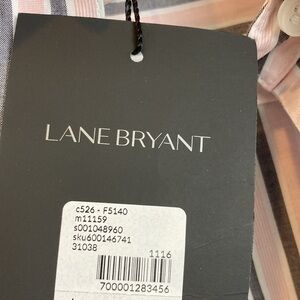 LANE BRYANT
c526 - F5140
m11159
s001048960
sku600146741
31038
1116
700001283456